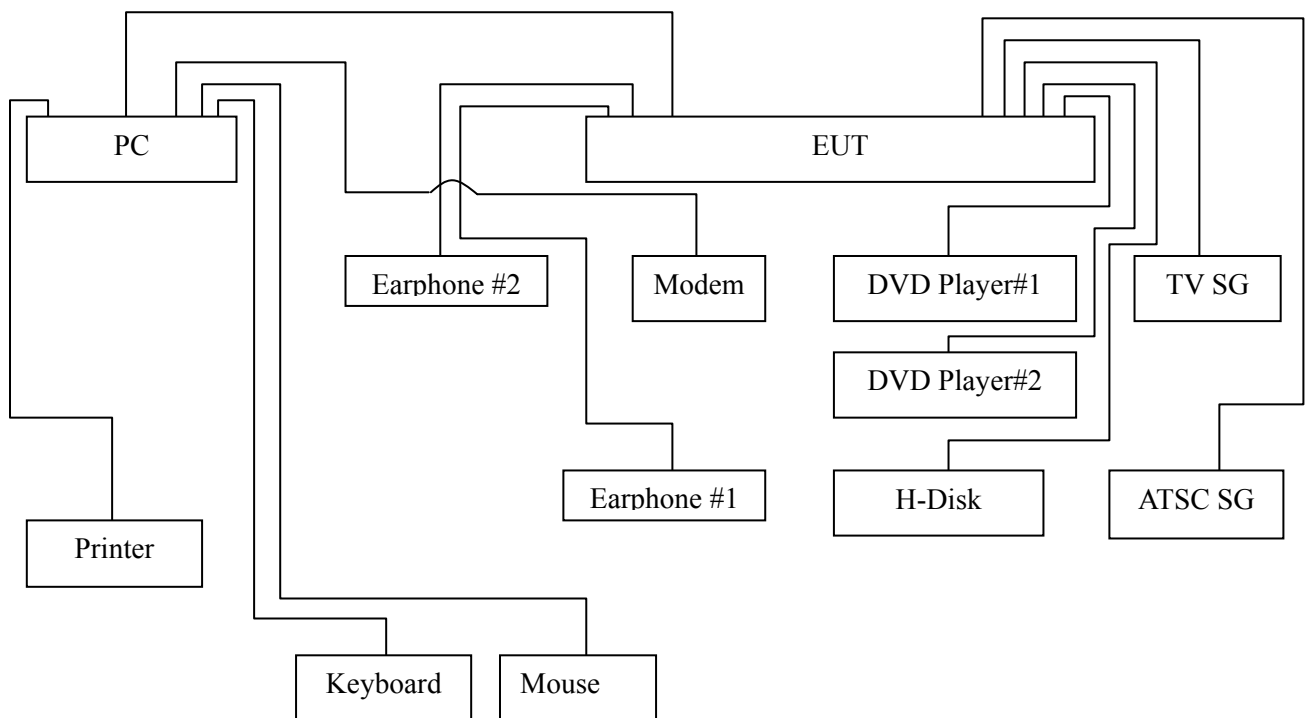 PC
EUT
Earphone #2
Modem
DVD Player#1
TV SG
DVD Player#2
Earphone #1
H-Disk
ATSC SG
Printer
Keyboard
Mouse